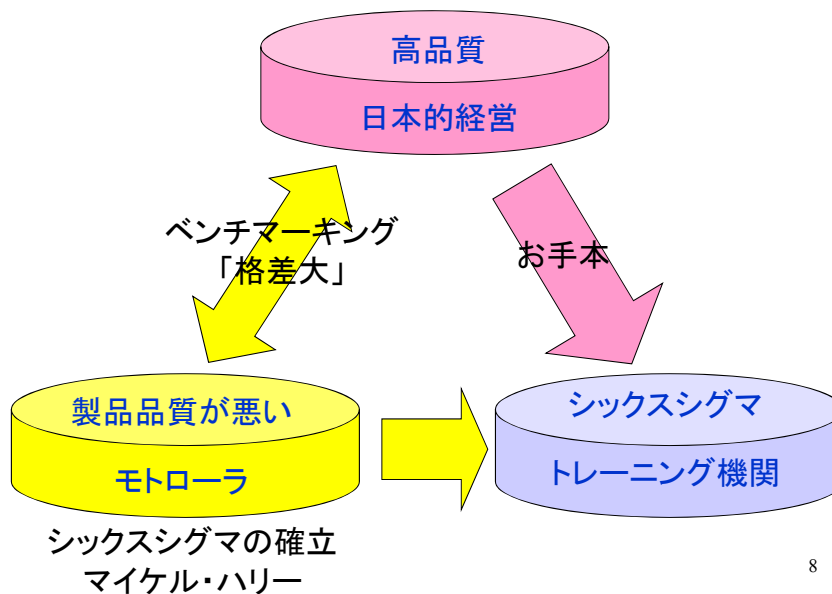 高品質
日本的経営
ベンチマーキング
「格差大」
お手本
製品品質が悪い
モトローラ
シックスシグマ
トレーニング機関
シックスシグマの確立
マイケル・ハリー
8